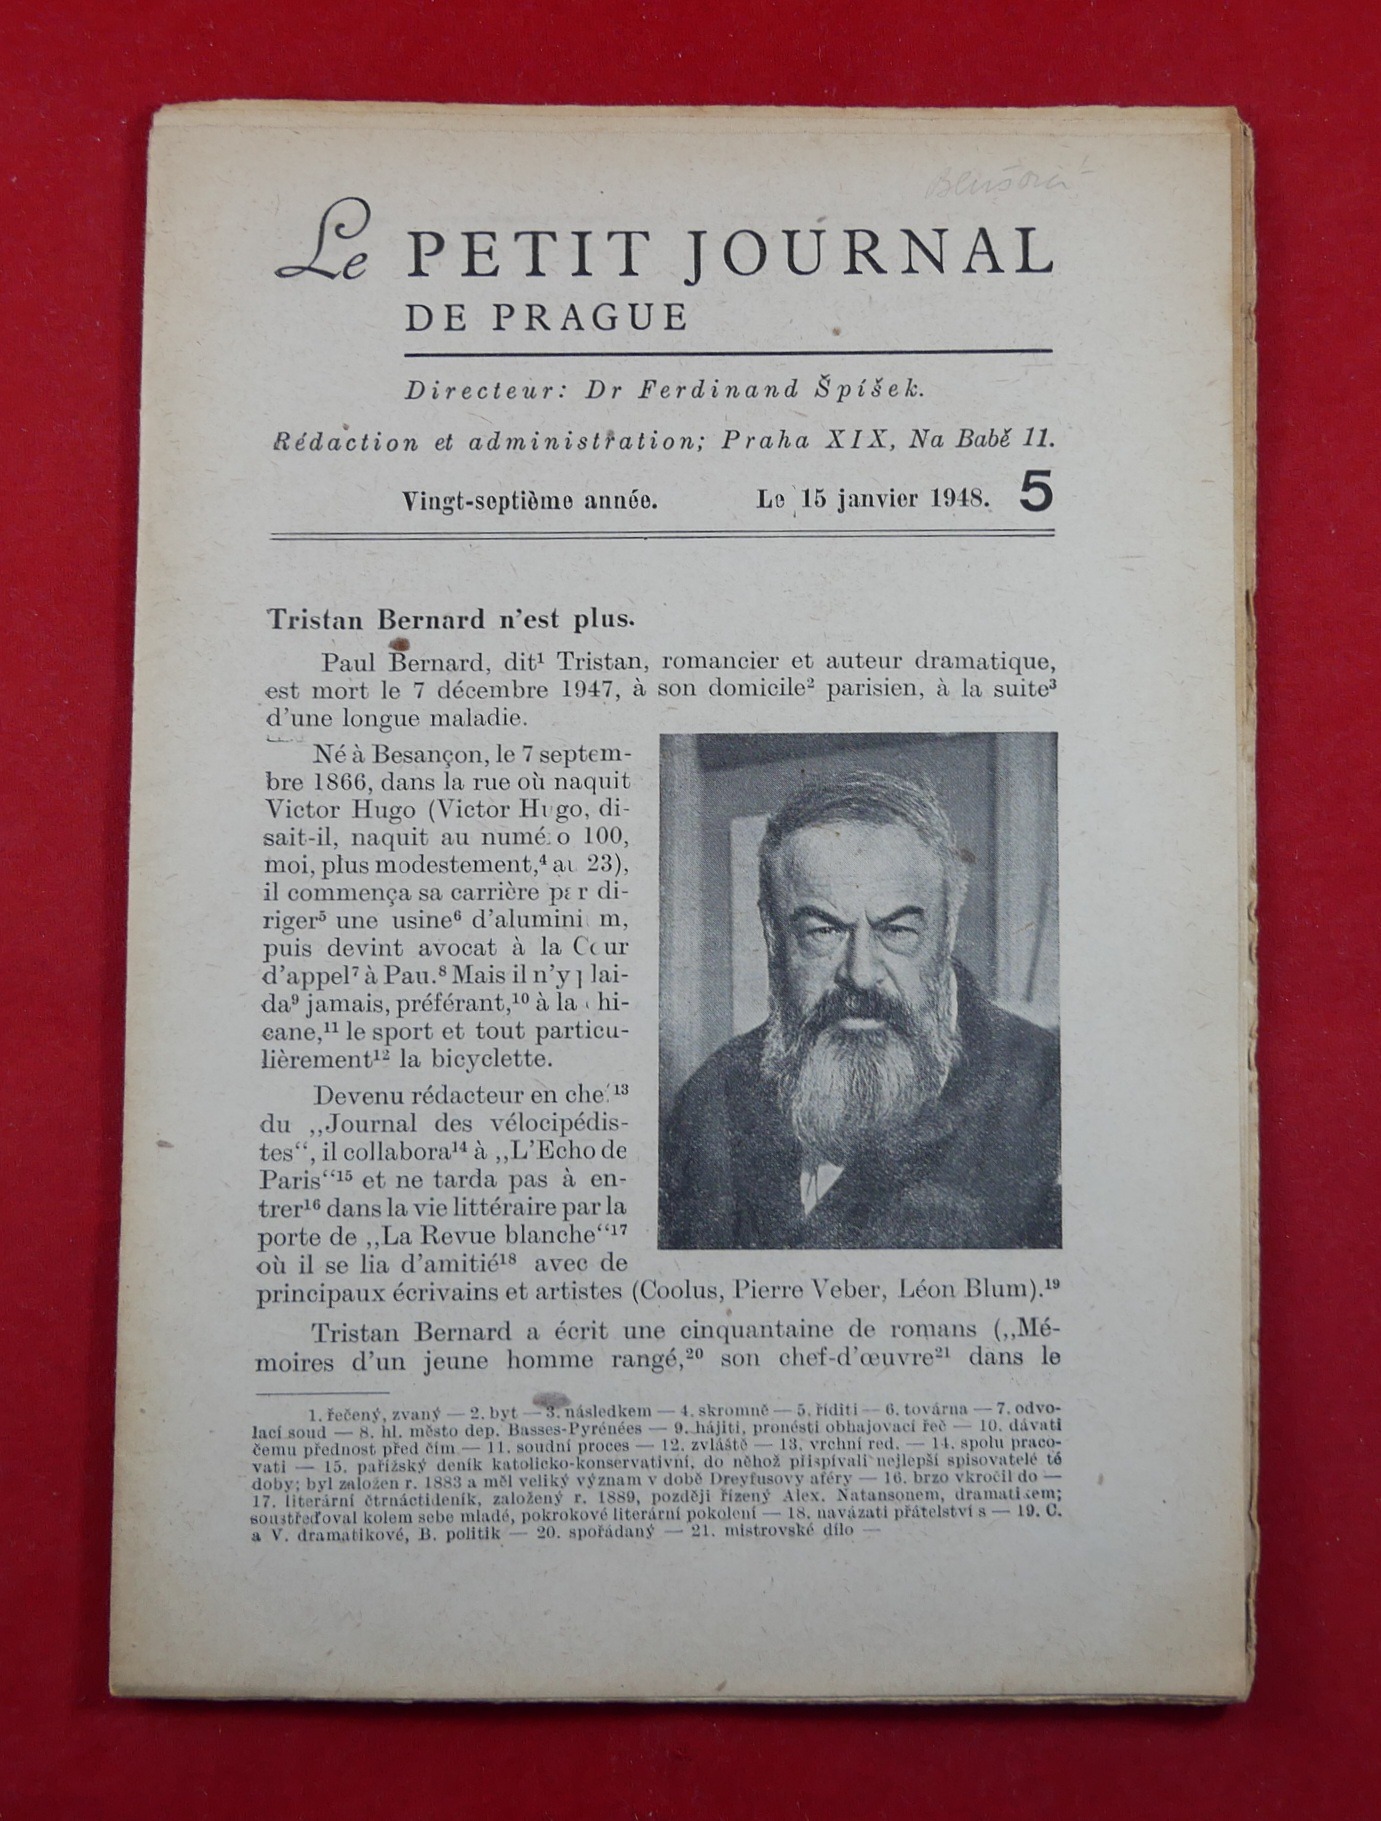 Le PETIT JOURNAL
DE PRAGUE
Directeur: Dr Ferdinand Špíšek.
Rédaction et administration; Praha XIX, Na Babě 11.
Vingt-septième année. Le 15 janvier 1948. 5
Tristan Bernard n'est plus.
Paul Bernard, dit¹ Tristan, romancier et auteur dramatique,
est mort le 7 décembre 1947, à son domicile² parisien, à la suite³
d'une longue maladie.
Né à Besançon, le 7 septem-
bre 1866, dans la rue où naquit
Victor Hugo (Victor Hugo, di-
sait-il, naquit au numéro 100,
moi, plus modestement,⁴ au 23),
il commença sa carrière par di-
riger⁵ une usine⁶ d'aluminium,
puis devint avocat à la Cour
d'appel⁷ à Pau.⁸ Mais il n'y plai-
da⁹ jamais, préférant,¹⁰ à la chi-
cane,¹¹ le sport et tout particu-
lièrement¹² la bicyclette.
Devenu rédacteur en chef¹³
du ,,Journal des vélocipédis-
tes“, il collabora¹⁴ à ,,L'Echo de
Paris“¹⁵ et ne tarda pas à en-
trer¹⁶ dans la vie littéraire par la
porte de ,,La Revue blanche“¹⁷
où il se lia d'amitié¹⁸ avec de
principaux écrivains et artistes (Coolus, Pierre Veber, Léon Blum).¹⁹
Tristan Bernard a écrit une cinquantaine de romans (,,Mé-
moires d'un jeune homme rangé,²⁰ son chef-d'œuvre²¹ dans le
1. řečený, zvaný — 2. byt — 3. následkem — 4. skromně — 5. říditi — 6. továrna — 7. odvo-
lací soud — 8. hl. město dep. Basses-Pyrénées — 9. hájiti, pronésti obhajovací řeč — 10. dávati
čemu přednost před čím — 11. soudní proces — 12. zvláště — 13. vrchní red. — 14. spolu praco-
vati — 15. pařížský deník katolicko-konservativní, do něhož přispívali nejlepší spisovatelé té
doby; byl založen r. 1883 a měl veliký význam v době Dreyfusovy aféry — 16. brzo vkročil do —
17. literární čtrnáctideník, založený r. 1889, později řízený Alex. Natansonem, dramatikem;
soustřeďoval kolem sebe mladé, pokrokové literární pokolení — 18. navázati přátelství s — 19. C.
a V. dramatikové, B. politik — 20. spořádaný — 21. mistrovské dílo —